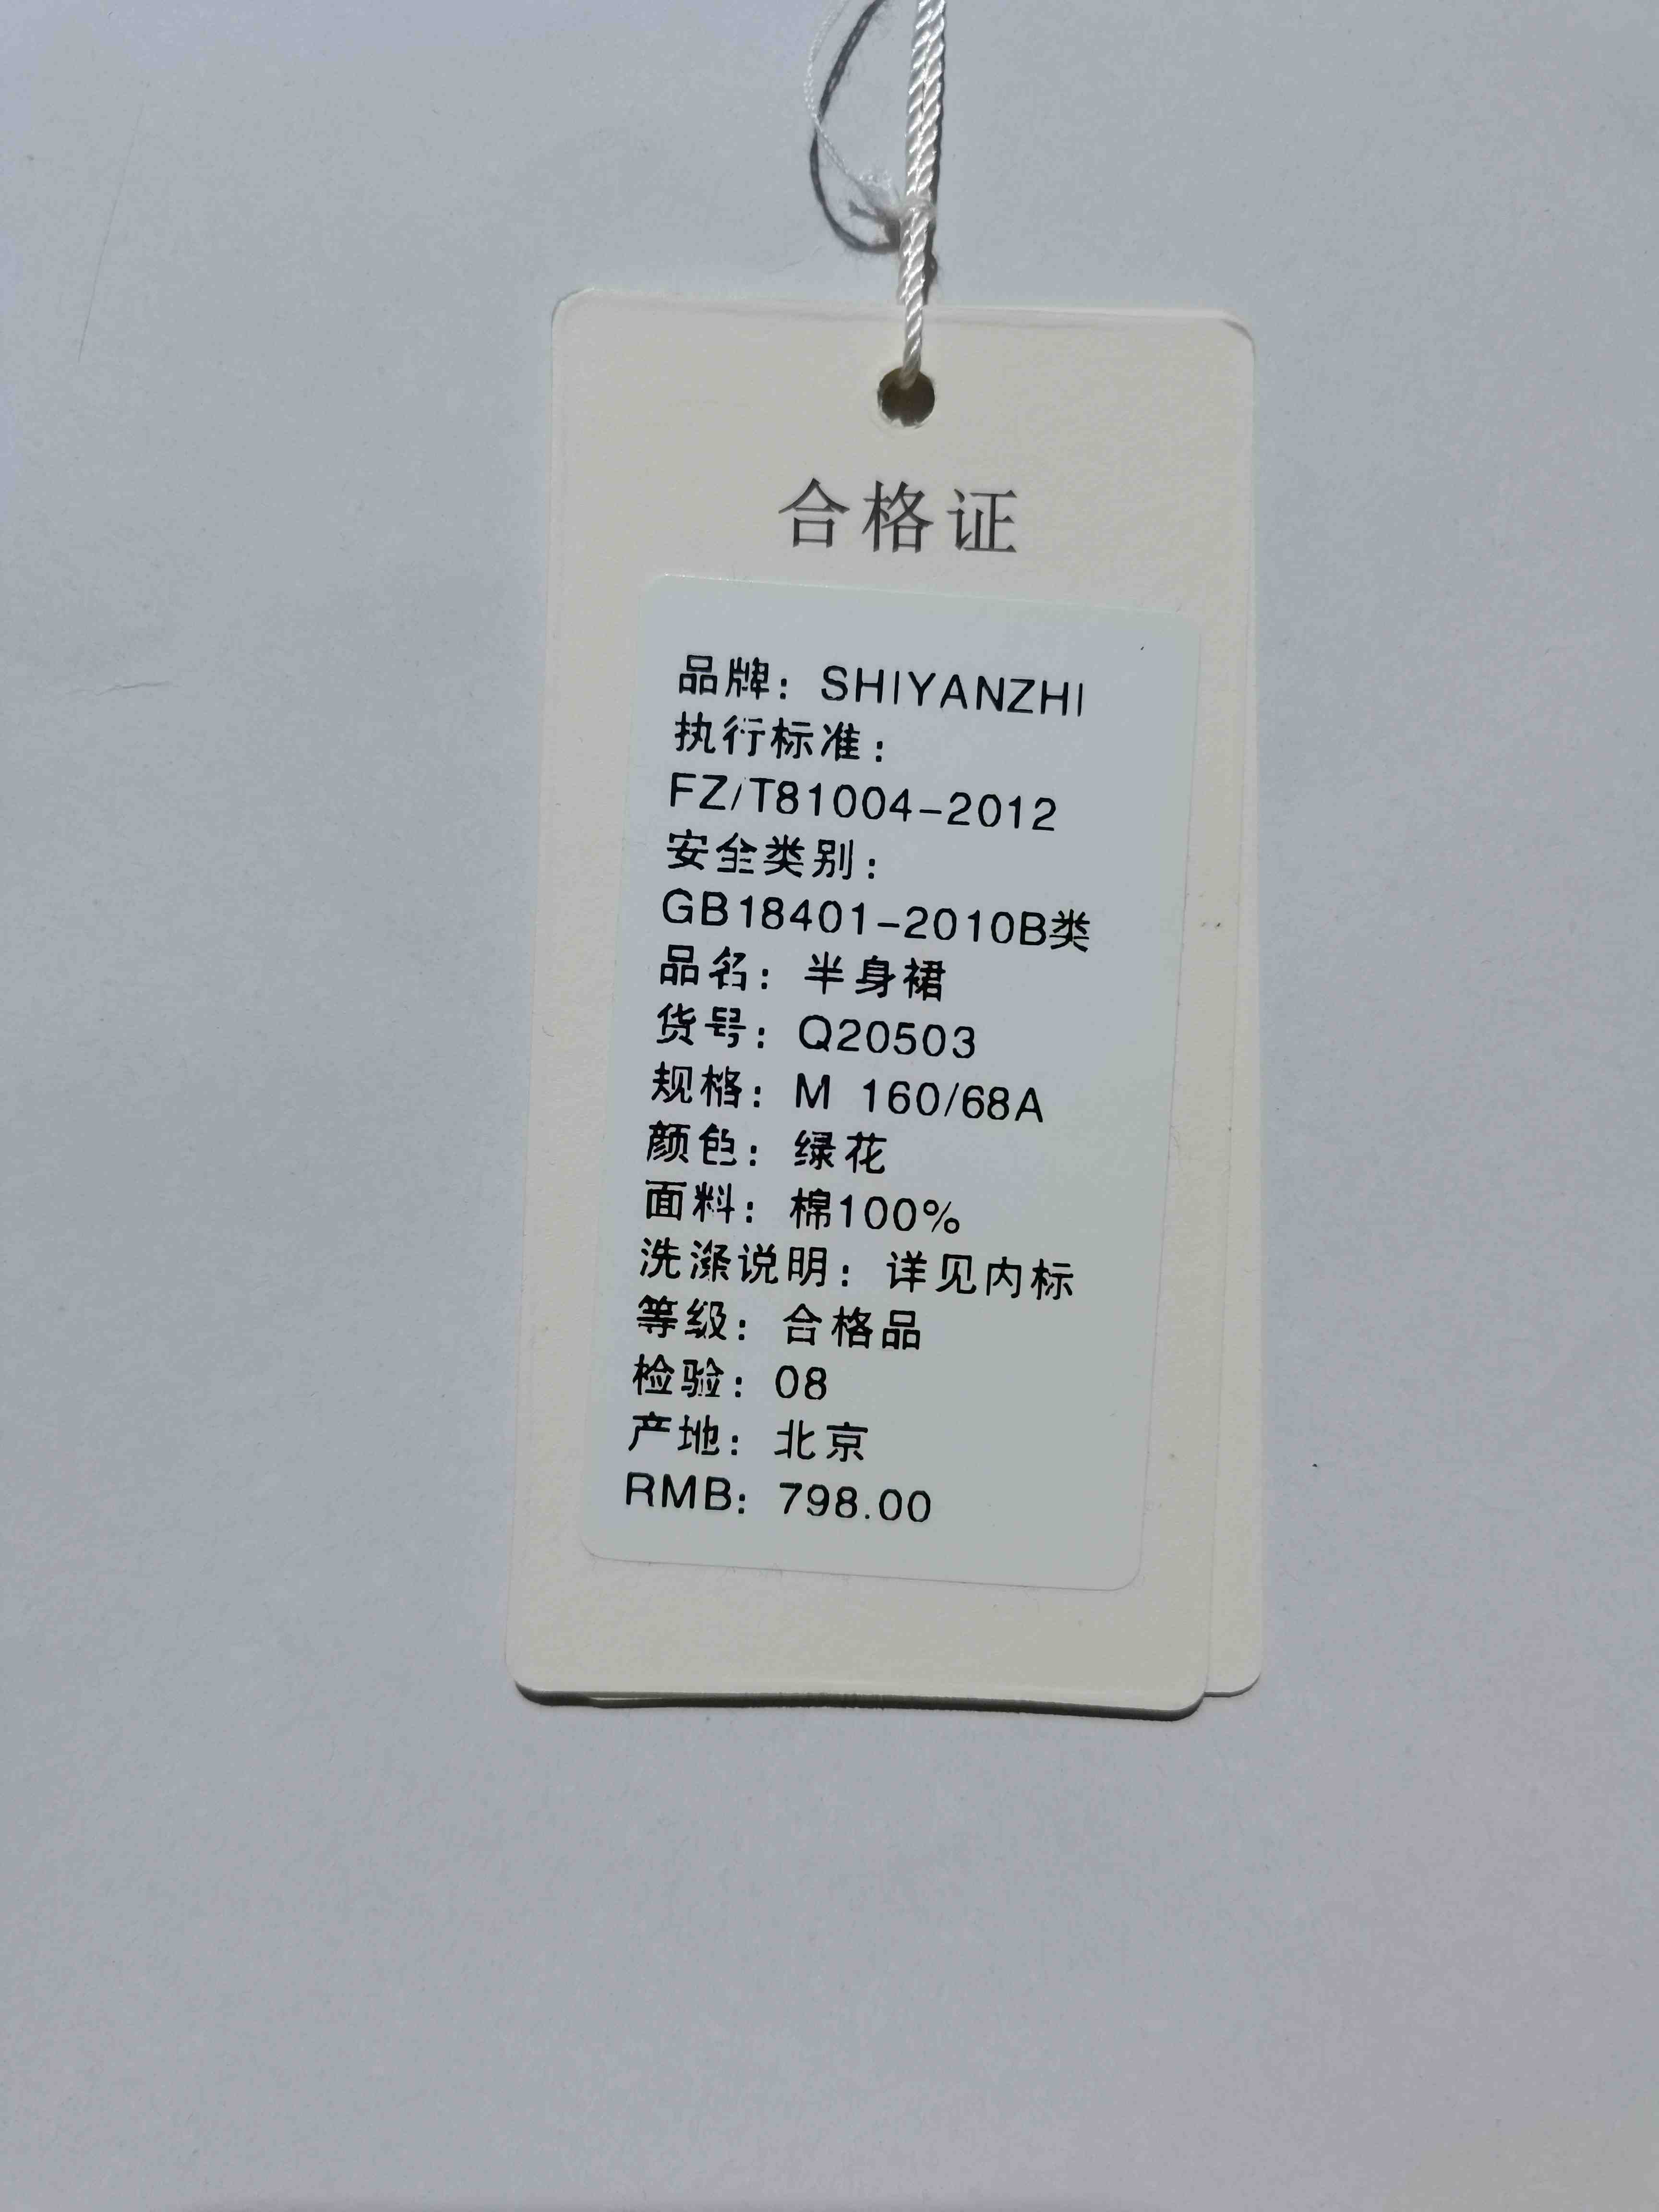 合格证
品牌：SHIYANZHI
执行标准：
FZ/T81004-2012
安全类别：
GB18401-2010B类
品名：半身裙
货号：Q20503
规格：M 160/68A
颜色：绿花
面料：棉100%
洗涤说明：详见内标
等级：合格品
检验：08
产地：北京
RMB：798.00